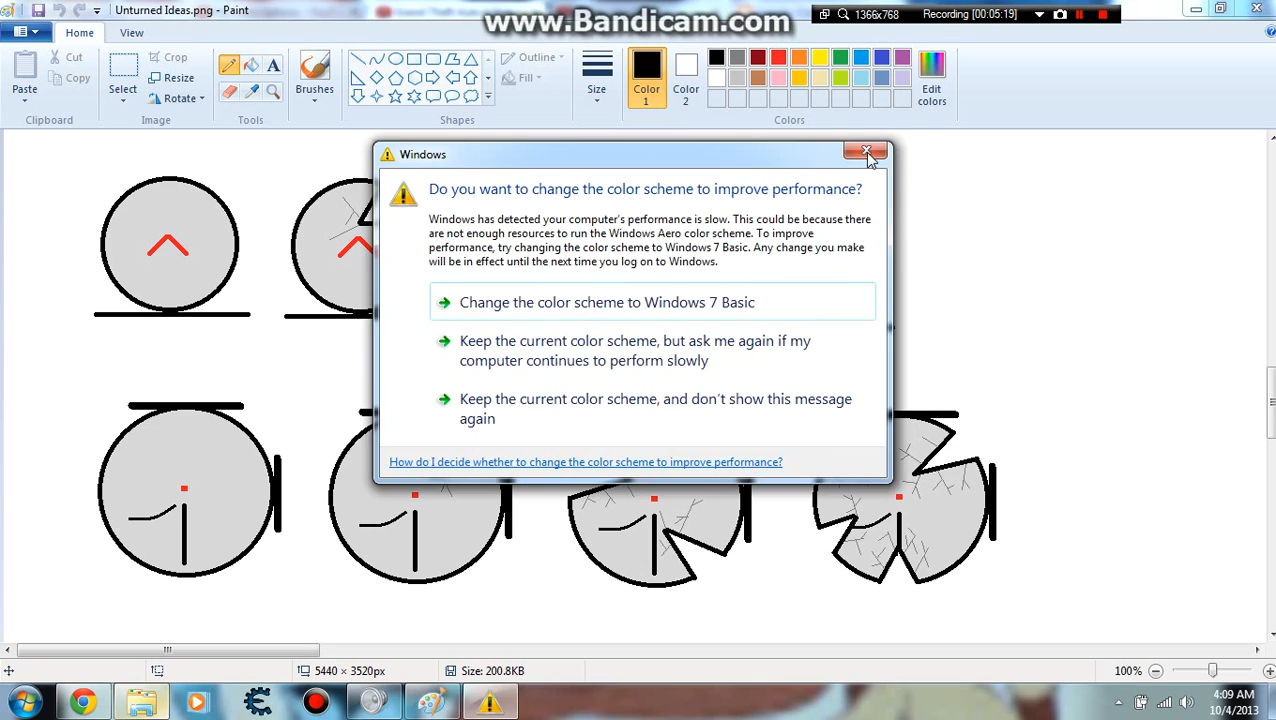 Unturned Ideas.png - Paint
www.Bandicam.com
1366x768
Recording [00:05:19]
Home
View
Paste
Cut
Copy
Clipboard
Select
Crop
Resize
Rotate
Image
A
Tools
Brushes
Shapes
Outline
Fill
Size
Color 1
Color 2
Edit colors
Colors
Windows
Do you want to change the color scheme to improve performance?
Windows has detected your computer's performance is slow. This could be because there
are not enough resources to run the Windows Aero color scheme. To improve
performance, try changing the color scheme to Windows 7 Basic. Any change you make
will be in effect until the next time you log on to Windows.
Change the color scheme to Windows 7 Basic
Keep the current color scheme, but ask me again if my
computer continues to perform slowly
Keep the current color scheme, and don't show this message
again
How do I decide whether to change the color scheme to improve performance?
5440 × 3520px
Size: 200.8KB
100%
4:09 AM
10/4/2013